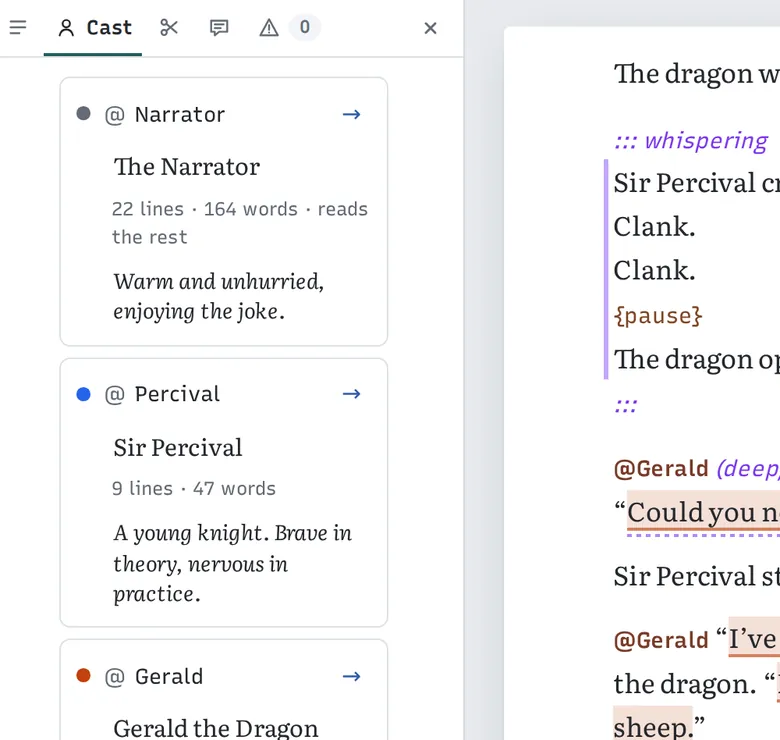 Cast
0
@ Narrator →
The Narrator
22 lines · 164 words · reads
the rest
Warm and unhurried,
enjoying the joke.
@ Percival →
Sir Percival
9 lines · 47 words
A young knight. Brave in
theory, nervous in
practice.
@ Gerald →
Gerald the Dragon
The dragon
::: whispering
Sir Percival
Clank.
Clank.
{pause}
The dragon
:::
@Gerald (deep
“Could you
Sir Percival
@Gerald “I’ve
the dragon. “
sheep.”